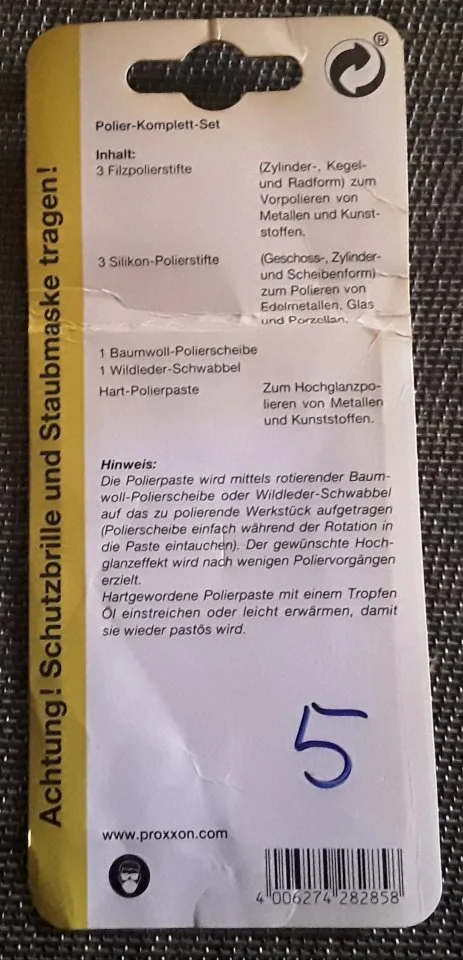 ®
Polier-Komplett-Set
Inhalt:
3 Filzpolierstifte
(Zylinder-, Kegel-
und Radform) zum
Vorpolieren von
Metallen und Kunst-
stoffen.
3 Silikon-Polierstifte
(Geschoss-, Zylinder-
und Scheibenform)
zum Polieren von
Edelmetallen, Glas
und Porzellan.
1 Baumwoll-Polierscheibe
1 Wildleder-Schwabbel
Hart-Polierpaste
Zum Hochglanzpo-
lieren von Metallen
und Kunststoffen.
Hinweis:
Die Polierpaste wird mittels rotierender Baum-
woll-Polierscheibe oder Wildleder-Schwabbel
auf das zu polierende Werkstück aufgetragen
(Polierscheibe einfach während der Rotation in
die Paste eintauchen). Der gewünschte Hoch-
glanzeffekt wird nach wenigen Poliervorgängen
erzielt.
Hartgewordene Polierpaste mit einem Tropfen
Öl einstreichen oder leicht erwärmen, damit
sie wieder pastös wird.
5
www.proxxon.com
4 006274 282858
Achtung! Schutzbrille und Staubmaske tragen!